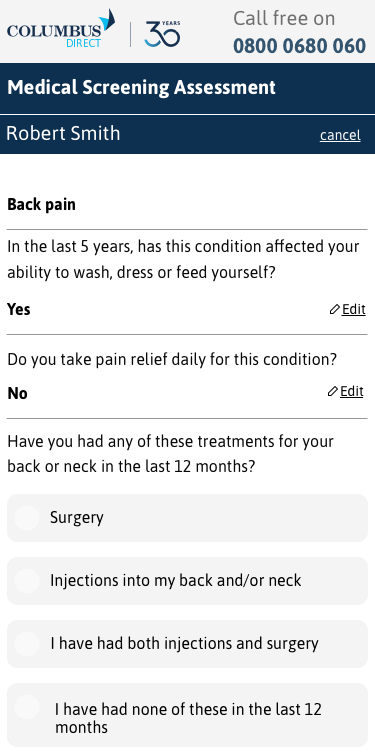 COLUMBUS
DIRECT
30 YEARS
Call free on
0800 0680 060
Medical Screening Assessment
Robert Smith
cancel
Back pain
In the last 5 years, has this condition affected your
ability to wash, dress or feed yourself?
Yes
Edit
Do you take pain relief daily for this condition?
No
Edit
Have you had any of these treatments for your
back or neck in the last 12 months?
Surgery
Injections into my back and/or neck
I have had both injections and surgery
I have had none of these in the last 12
months